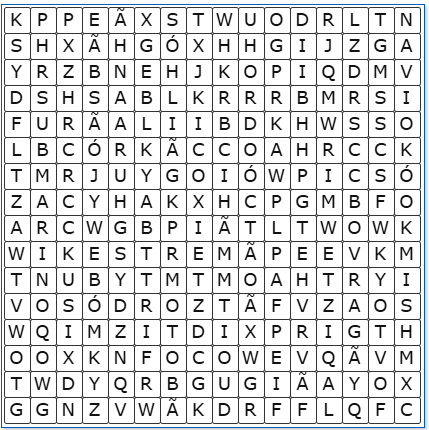 K P P E Ã X S T W U O D R L T N
S H X Ã H G Ó X H H G I J Z G A
Y R Z B N E H J K O P I Q D M V
D S H S A B L K R R R B M R S I
F U R Ã A L I I B D K H W S S O
L B C Ó R K Ã C C O A H R C C K
T M R J U Y G O I Ó W P I C S Ó
Z A C Y H A K X H C P G M B F O
A R C W G B P I Ã T L T W O W K
W I K E S T R E M Ã P E E V K M
T N U B Y T M T M O A H T R Y I
V O S Ó D R O Z T Ã F V Z A O S
W Q I M Z I T D I X P R I G T H
O O X K N F O C O W E V Q Ã V M
T W D Y Q R B G U G I Ã A Y O X
G G N Z V W Ã K D R F F L Q F C